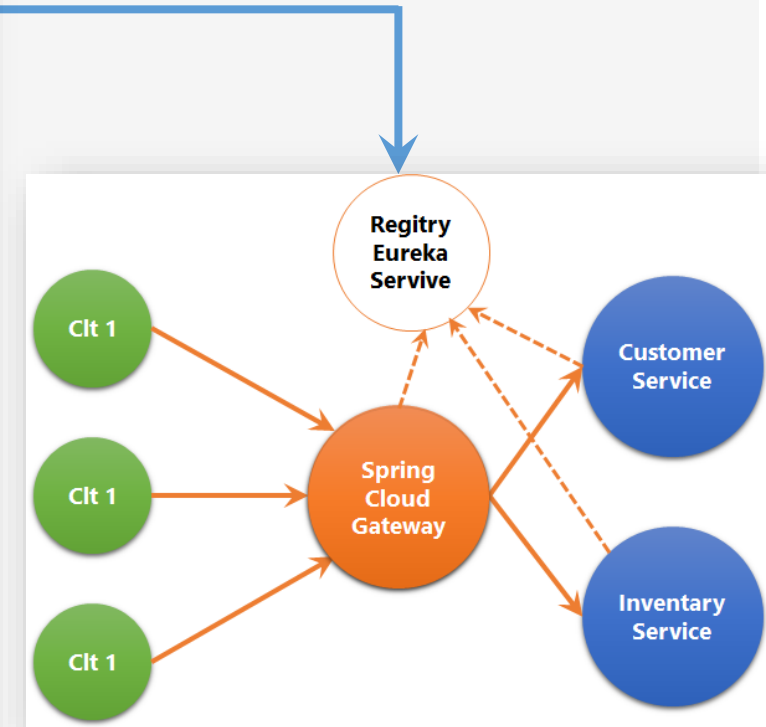 Regitry
Eureka
Servive
Clt 1
Customer
Service
Clt 1
Spring
Cloud
Gateway
Inventary
Service
Clt 1